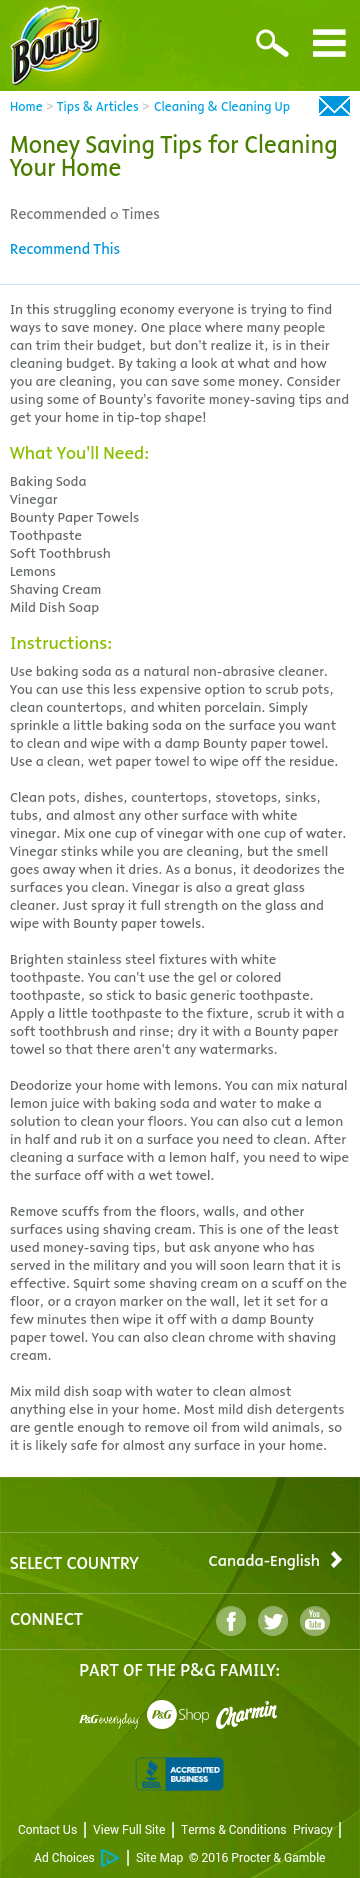 Bounty
Home > Tips & Articles > Cleaning & Cleaning Up
Money Saving Tips for Cleaning
Your Home
Recommended 0 Times
Recommend This
In this struggling economy everyone is trying to find
ways to save money. One place where many people
can trim their budget, but don't realize it, is in their
cleaning budget. By taking a look at what and how
you are cleaning, you can save some money. Consider
using some of Bounty's favorite money-saving tips and
get your home in tip-top shape!
What You'll Need:
Baking Soda
Vinegar
Bounty Paper Towels
Toothpaste
Soft Toothbrush
Lemons
Shaving Cream
Mild Dish Soap
Instructions:
Use baking soda as a natural non-abrasive cleaner.
You can use this less expensive option to scrub pots,
clean countertops, and whiten porcelain. Simply
sprinkle a little baking soda on the surface you want
to clean and wipe with a damp Bounty paper towel.
Use a clean, wet paper towel to wipe off the residue.
Clean pots, dishes, countertops, stovetops, sinks,
tubs, and almost any other surface with white
vinegar. Mix one cup of vinegar with one cup of water.
Vinegar stinks while you are cleaning, but the smell
goes away when it dries. As a bonus, it deodorizes the
surfaces you clean. Vinegar is also a great glass
cleaner. Just spray it full strength on the glass and
wipe with Bounty paper towels.
Brighten stainless steel fixtures with white
toothpaste. You can't use the gel or colored
toothpaste, so stick to basic generic toothpaste.
Apply a little toothpaste to the fixture, scrub it with a
soft toothbrush and rinse; dry it with a Bounty paper
towel so that there aren't any watermarks.
Deodorize your home with lemons. You can mix natural
lemon juice with baking soda and water to make a
solution to clean your floors. You can also cut a lemon
in half and rub it on a surface you need to clean. After
cleaning a surface with a lemon half, you need to wipe
the surface off with a wet towel.
Remove scuffs from the floors, walls, and other
surfaces using shaving cream. This is one of the least
used money-saving tips, but ask anyone who has
served in the military and you will soon learn that it is
effective. Squirt some shaving cream on a scuff on the
floor, or a crayon marker on the wall, let it set for a
few minutes then wipe it off with a damp Bounty
paper towel. You can also clean chrome with shaving
cream.
Mix mild dish soap with water to clean almost
anything else in your home. Most mild dish detergents
are gentle enough to remove oil from wild animals, so
it is likely safe for almost any surface in your home.
SELECT COUNTRY Canada-English
CONNECT f You Tube
PART OF THE P&G FAMILY:
P&G everyday P&G Shop Charmin
BBB. ACCREDITED BUSINESS
Contact Us | View Full Site | Terms & Conditions Privacy |
Ad Choices | Site Map © 2016 Procter & Gamble